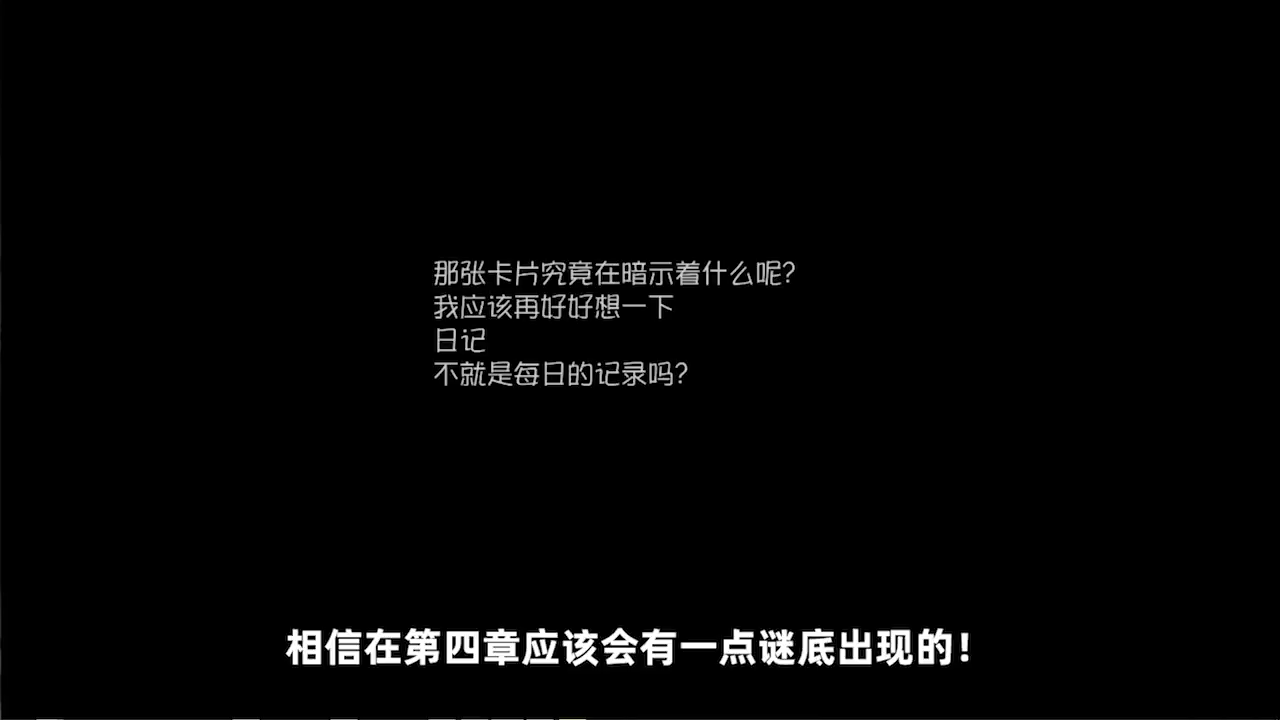 那张卡片究竟在暗示着什么呢？
我应该再好好想一下
日记
不就是每日的记录吗？
相信在第四章应该会有一点谜底出现的！